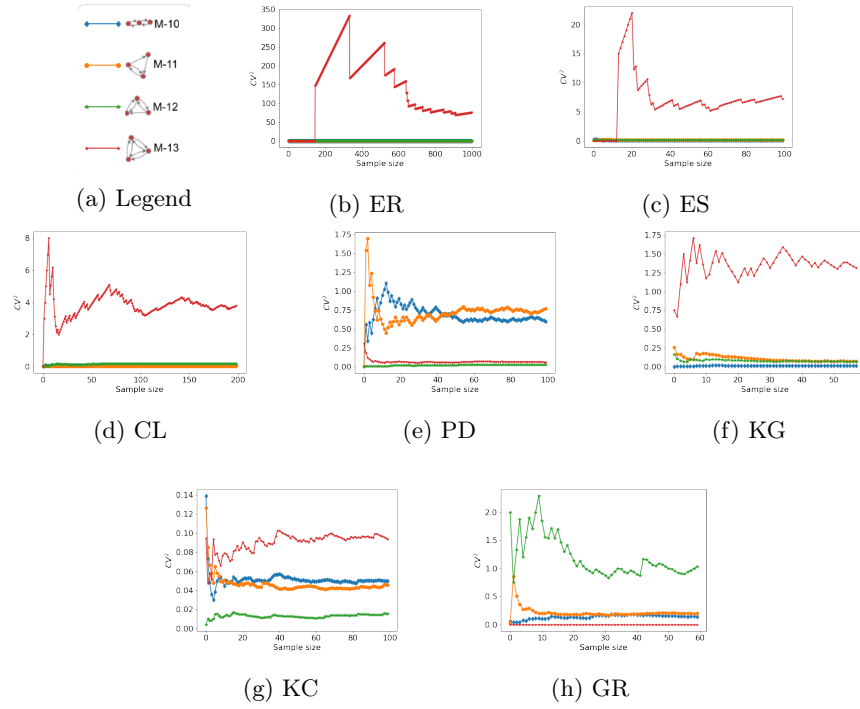 M-10
M-11
M-12
M-13
(a) Legend
350
300
250
200
150
100
50
0
CV²
0 200 400 600 800 1000
Sample size
(b) ER
20
15
10
5
0
CV²
0 20 40 60 80 100
Sample size
(c) ES
8
6
4
2
0
CV²
0 50 100 150 200
Sample size
(d) CL
1.75
1.50
1.25
1.00
0.75
0.50
0.25
0.00
CV²
0 20 40 60 80 100
Sample size
(e) PD
1.75
1.50
1.25
1.00
0.75
0.50
0.25
0.00
CV²
0 10 20 30 40 50
Sample size
(f) KG
0.14
0.12
0.10
0.08
0.06
0.04
0.02
0.00
CV²
0 20 40 60 80 100
Sample size
(g) KC
2.0
1.5
1.0
0.5
0.0
CV²
0 10 20 30 40 50 60
Sample size
(h) GR